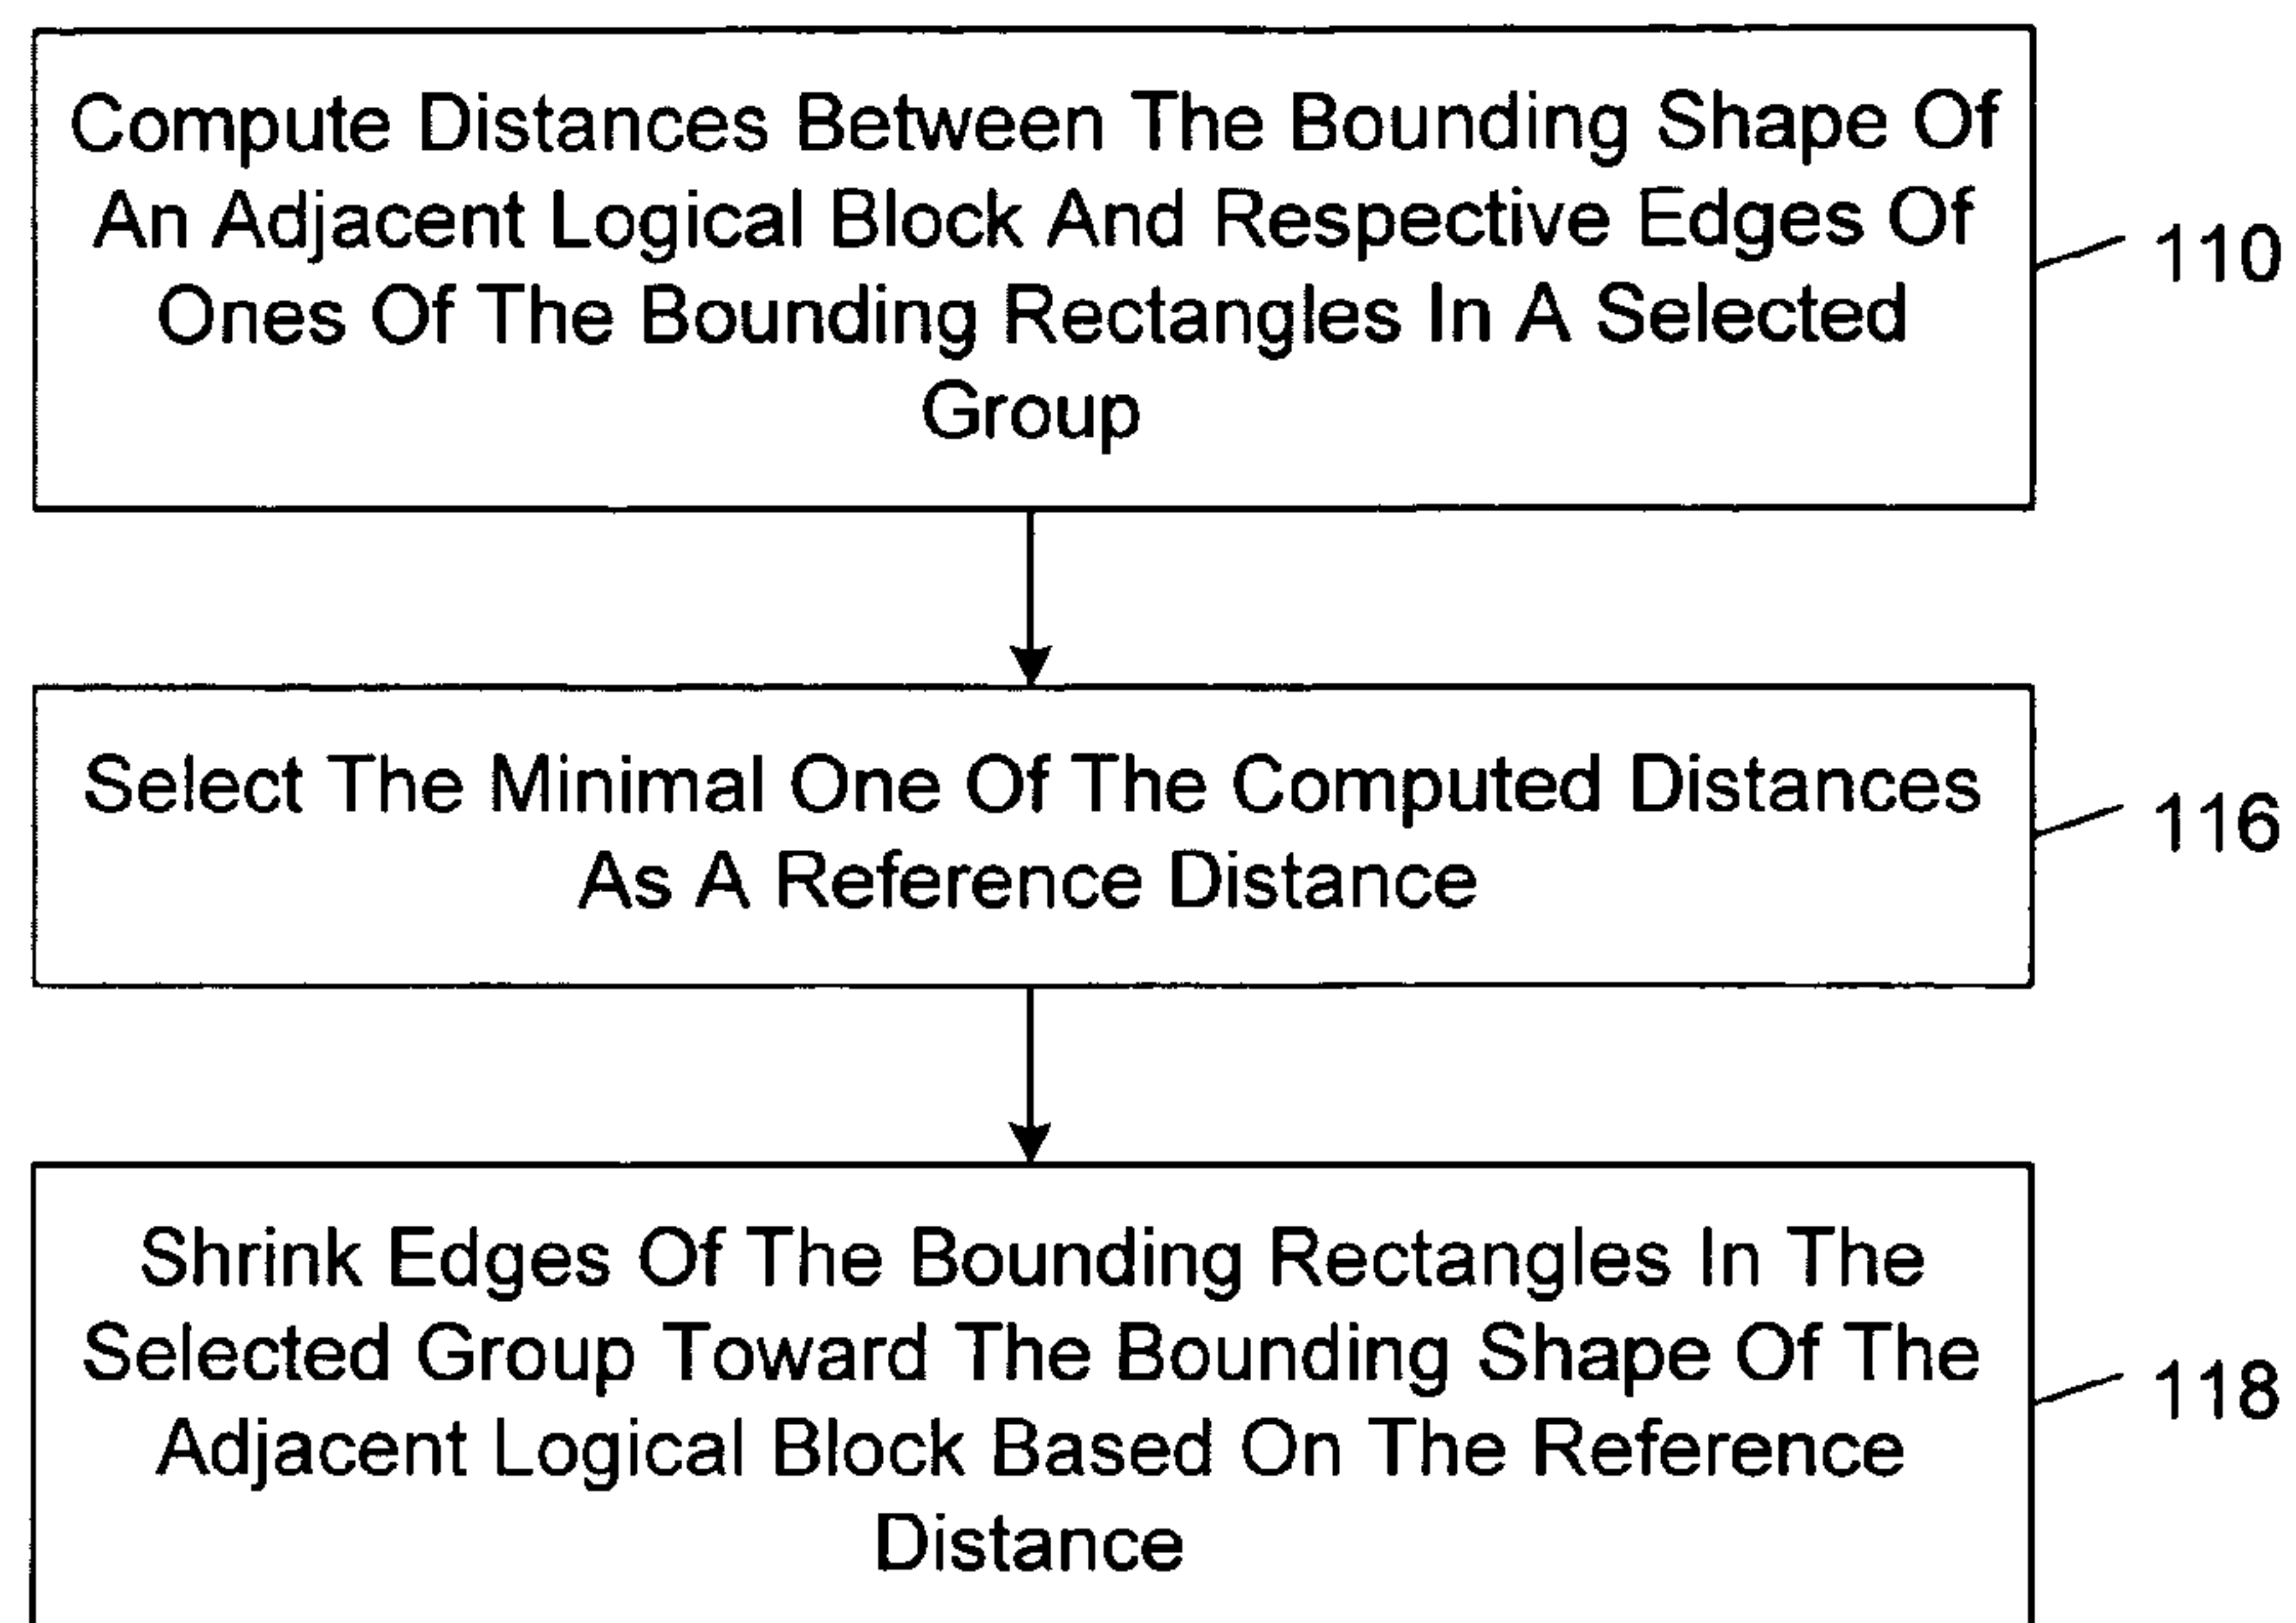 Compute Distances Between The Bounding Shape Of
An Adjacent Logical Block And Respective Edges Of
Ones Of The Bounding Rectangles In A Selected
Group
110
Select The Minimal One Of The Computed Distances
As A Reference Distance
116
Shrink Edges Of The Bounding Rectangles In The
Selected Group Toward The Bounding Shape Of The
Adjacent Logical Block Based On The Reference
Distance
118